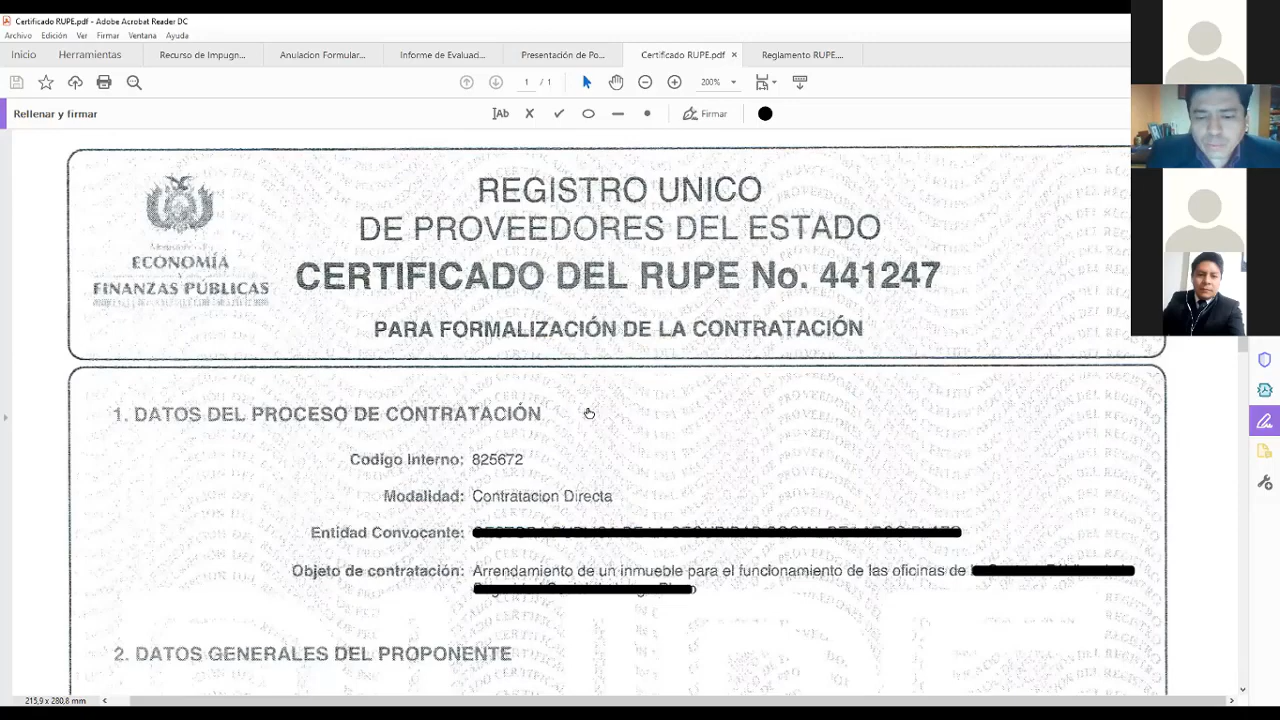 Certificado RUPE.pdf - Adobe Acrobat Reader DC
Archivo Edición Ver Firmar Ventana Ayuda
Inicio Herramientas Recurso de Impugn... Anulacion Formular... Informe de Evaluad... Presentación de Po... Certificado RUPE.pdf × Reglamento RUPE....
1 / 1 200%
Rellenar y firmar
Ab Firmar
REGISTRO UNICO
DE PROVEEDORES DEL ESTADO
ECONOMÍA
FINANZAS PÚBLICAS
CERTIFICADO DEL RUPE No. 441247
PARA FORMALIZACIÓN DE LA CONTRATACIÓN
1. DATOS DEL PROCESO DE CONTRATACIÓN
Codigo Interno: 825672
Modalidad: Contratacion Directa
Entidad Convocante:
Objeto de contratación: Arrendamiento de un inmueble para el funcionamiento de las oficinas de
2. DATOS GENERALES DEL PROPONENTE
215,9 x 280,8 mm